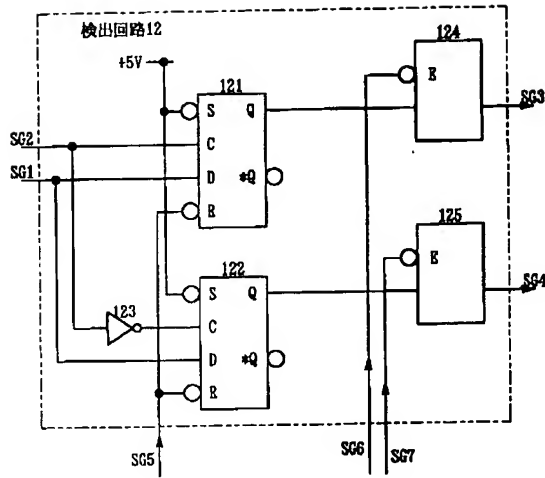 検出回路12
+5V
121
124
S
Q
E
SG3
SG2
C
SG1
D
*Q
R
122
125
S
Q
E
SG4
123
C
D
*Q
R
SG5
SG6
SG7